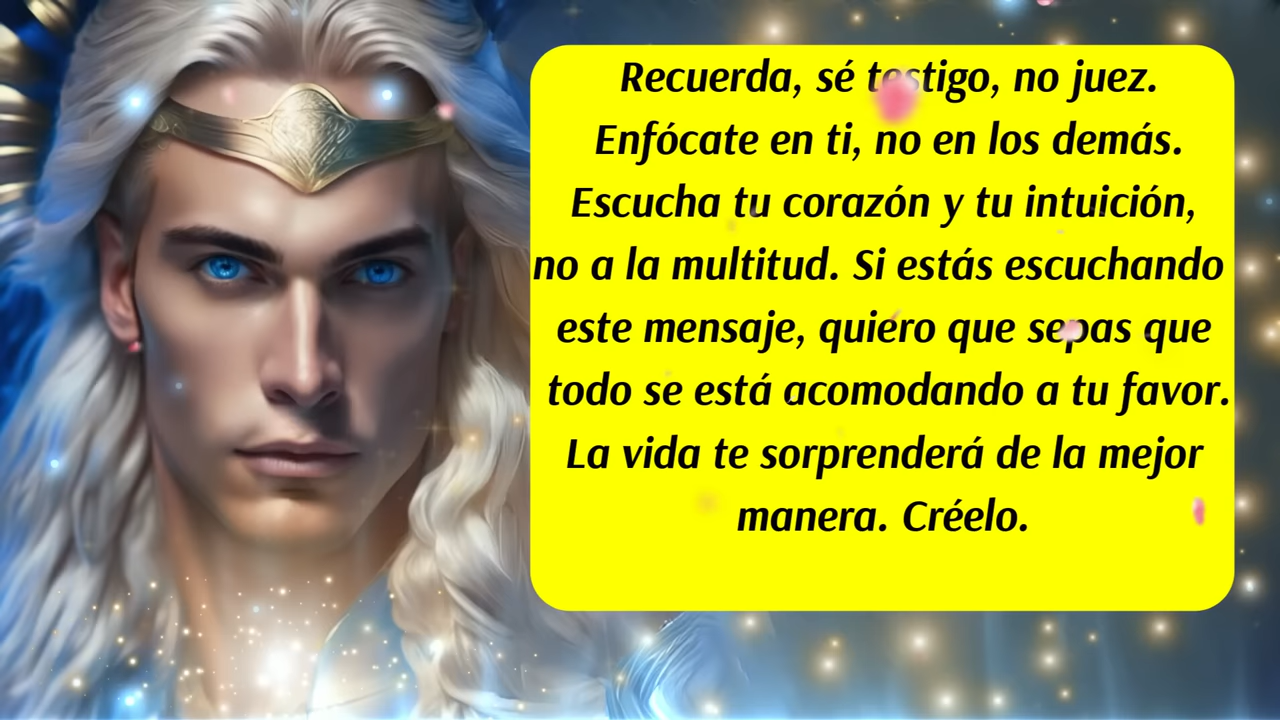 Recuerda, sé testigo, no juez.
Enfócate en ti, no en los demás.
Escucha tu corazón y tu intuición,
no a la multitud. Si estás escuchando
este mensaje, quiero que sepas que
todo se está acomodando a tu favor.
La vida te sorprenderá de la mejor
manera. Créelo.